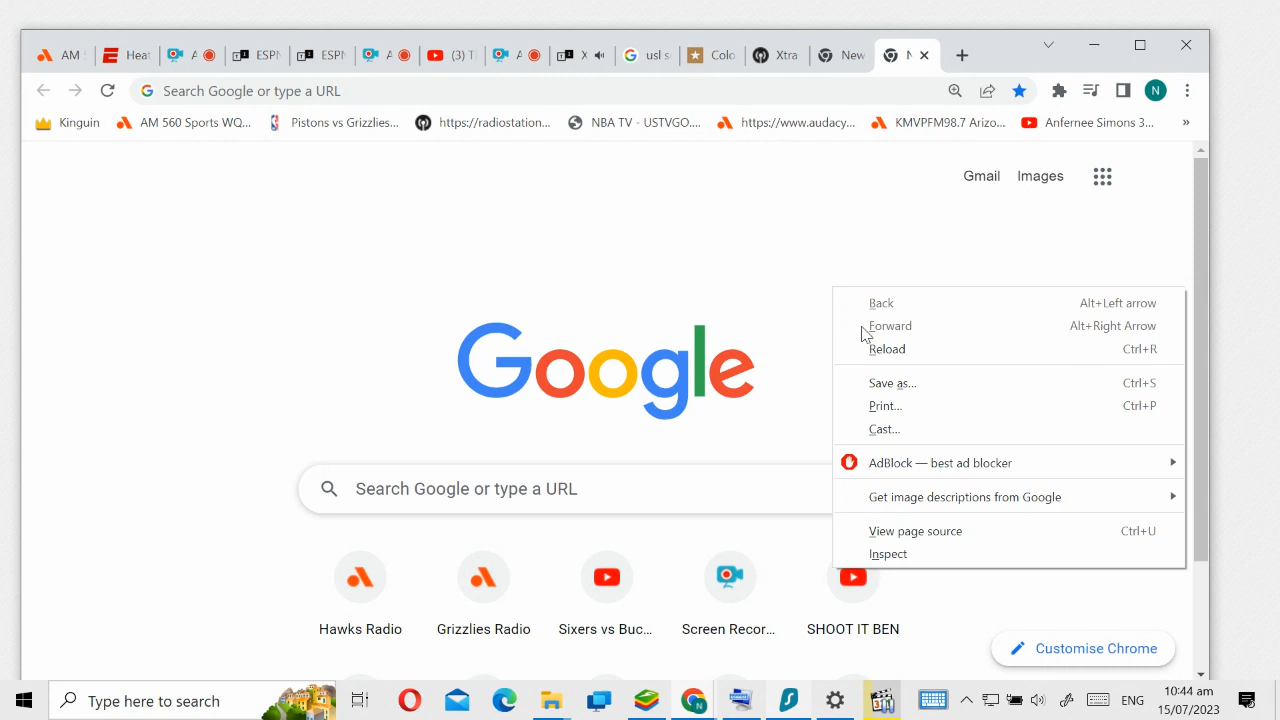 AM Heat A ESPN ESPN A (3) T A X usl s Colo Xtra New N
Search Google or type a URL N
Kinguin AM 560 Sports WQ... Pistons vs Grizzlies... https://radiostation... NBA TV - USTVGO.... https://www.audacy... KMVPFM98.7 Arizo... Anfernee Simons 3... »
Gmail Images
Google
Back Alt+Left arrow
Forward Alt+Right Arrow
Reload Ctrl+R
Save as... Ctrl+S
Print... Ctrl+P
Cast...
AdBlock — best ad blocker
Get image descriptions from Google
View page source Ctrl+U
Inspect
Search Google or type a URL
Hawks Radio Grizzlies Radio Sixers vs Buc... Screen Recor... SHOOT IT BEN
Customise Chrome
Type here to search N ENG 10:44 am
15/07/2023